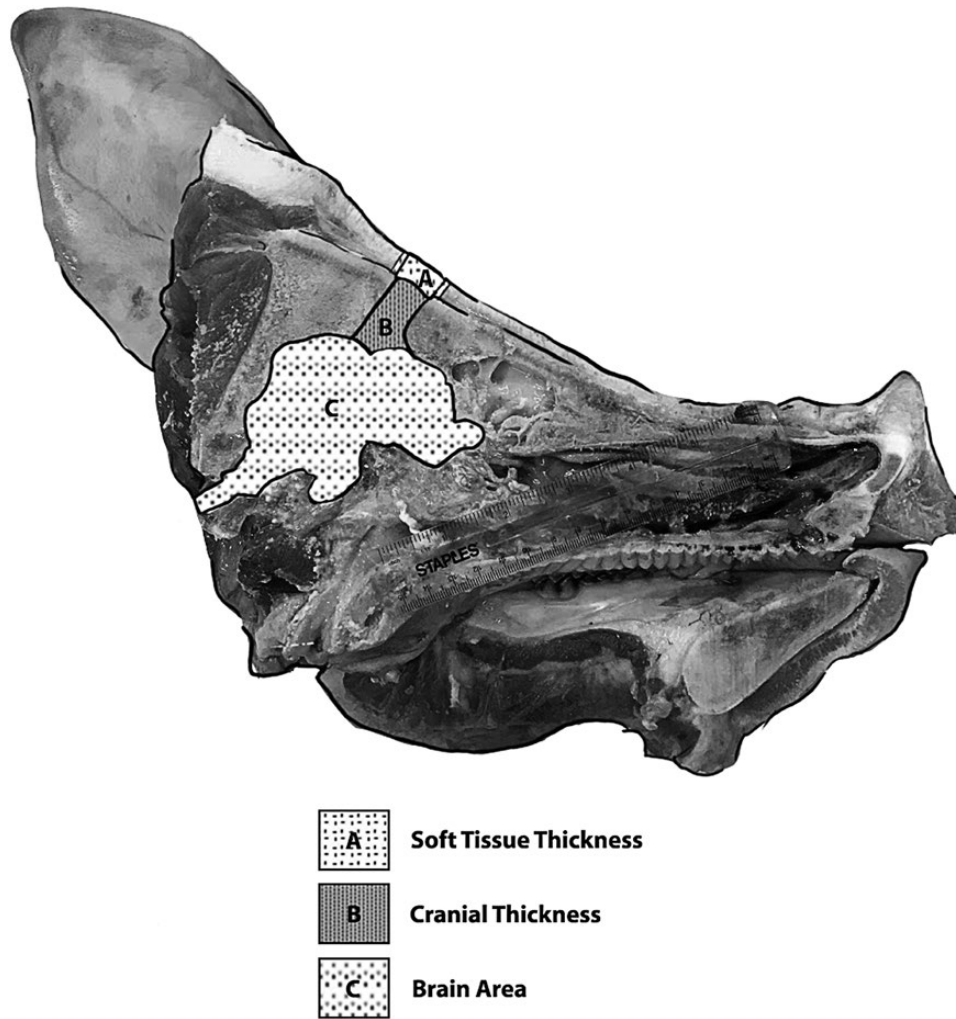 A
B
C
STAPLES
A Soft Tissue Thickness
B Cranial Thickness
C Brain Area